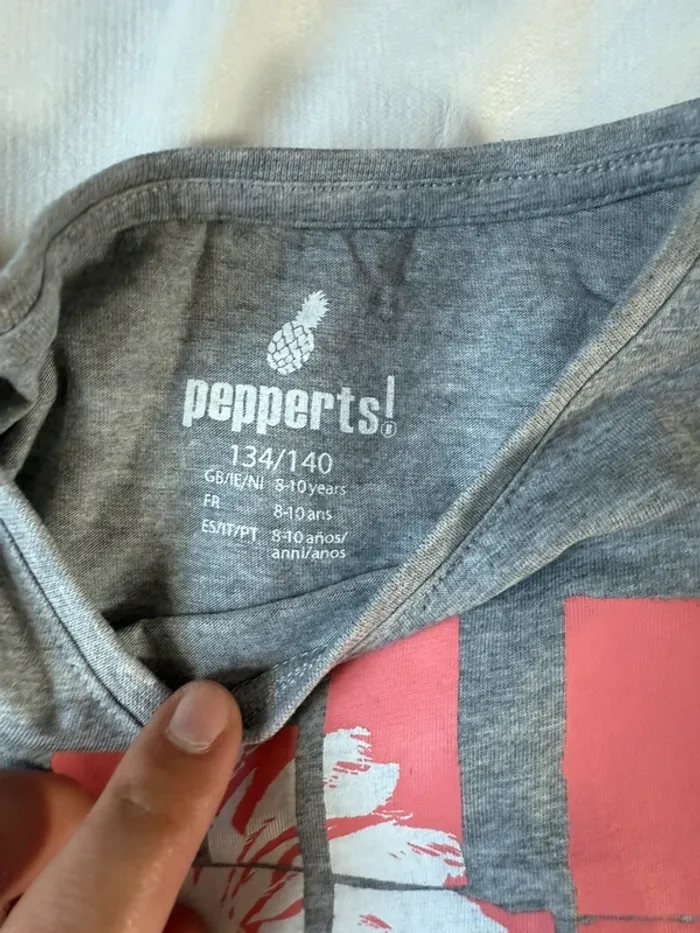 pepperts!®
134/140
GB/IE/NI 8-10 years
FR 8-10 ans
ES/IT/PT 8-10 años/
anni/anos